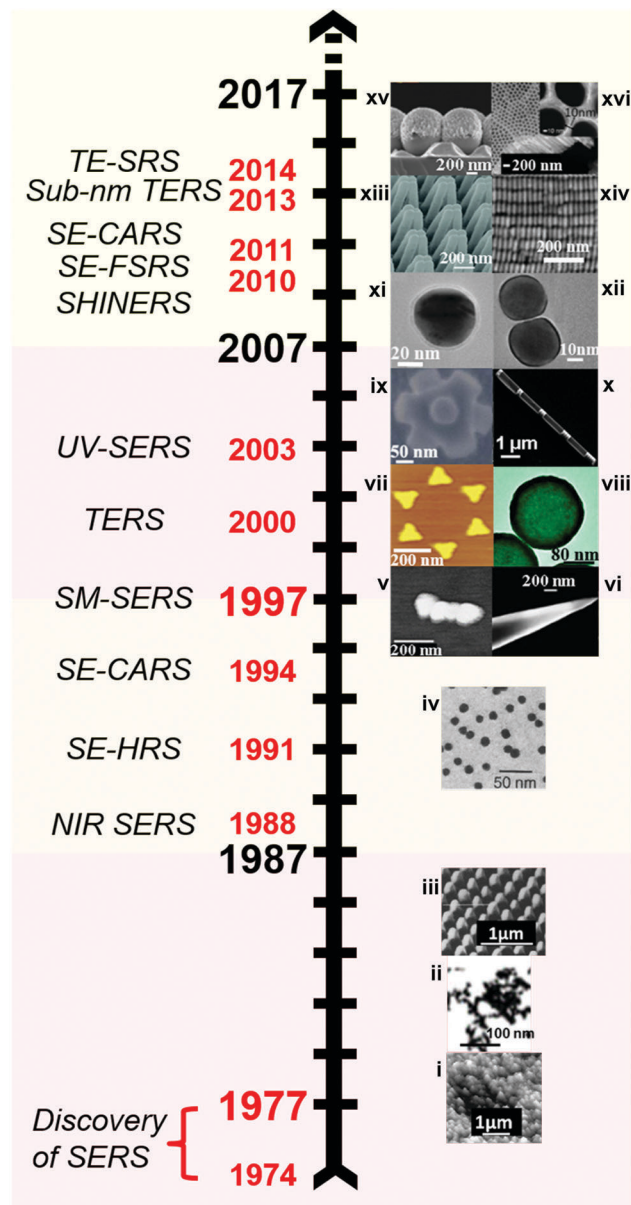 2017
xv
xvi
10nm
10 nm
200 nm
200 nm
TE-SRS
2014
Sub-nm TERS
2013
xiii
xiv
200 nm
200 nm
SE-CARS
2011
SE-FSRS
2010
SHINERS
xi
xii
20 nm
10nm
2007
ix
x
50 nm
1 µm
UV-SERS
2003
vii
viii
200 nm
80 nm
TERS
2000
v
vi
200 nm
200 nm
SM-SERS
1997
SE-CARS
1994
iv
50 nm
SE-HRS
1991
NIR SERS
1988
1987
iii
1µm
ii
100 nm
i
1µm
1977
Discovery
of SERS
1974